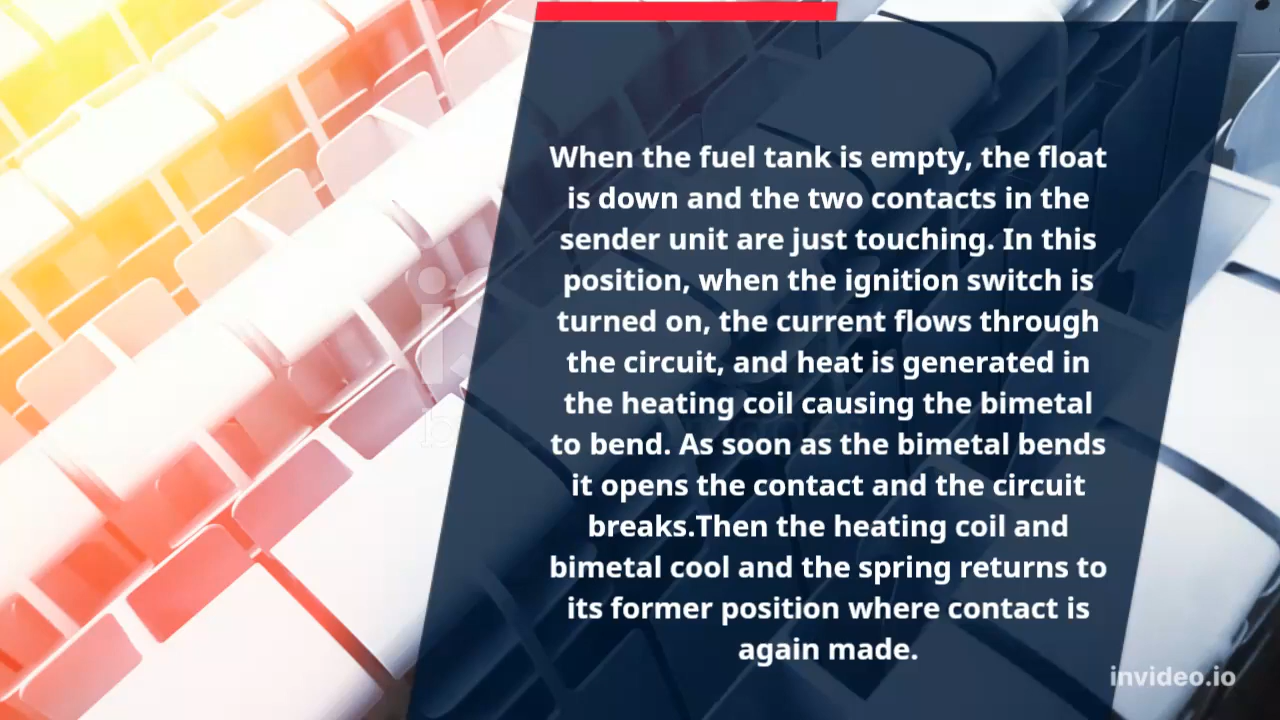 When the fuel tank is empty, the float
is down and the two contacts in the
sender unit are just touching. In this
position, when the ignition switch is
turned on, the current flows through
the circuit, and heat is generated in
the heating coil causing the bimetal
to bend. As soon as the bimetal bends
it opens the contact and the circuit
breaks.Then the heating coil and
bimetal cool and the spring returns to
its former position where contact is
again made.
invideo.io